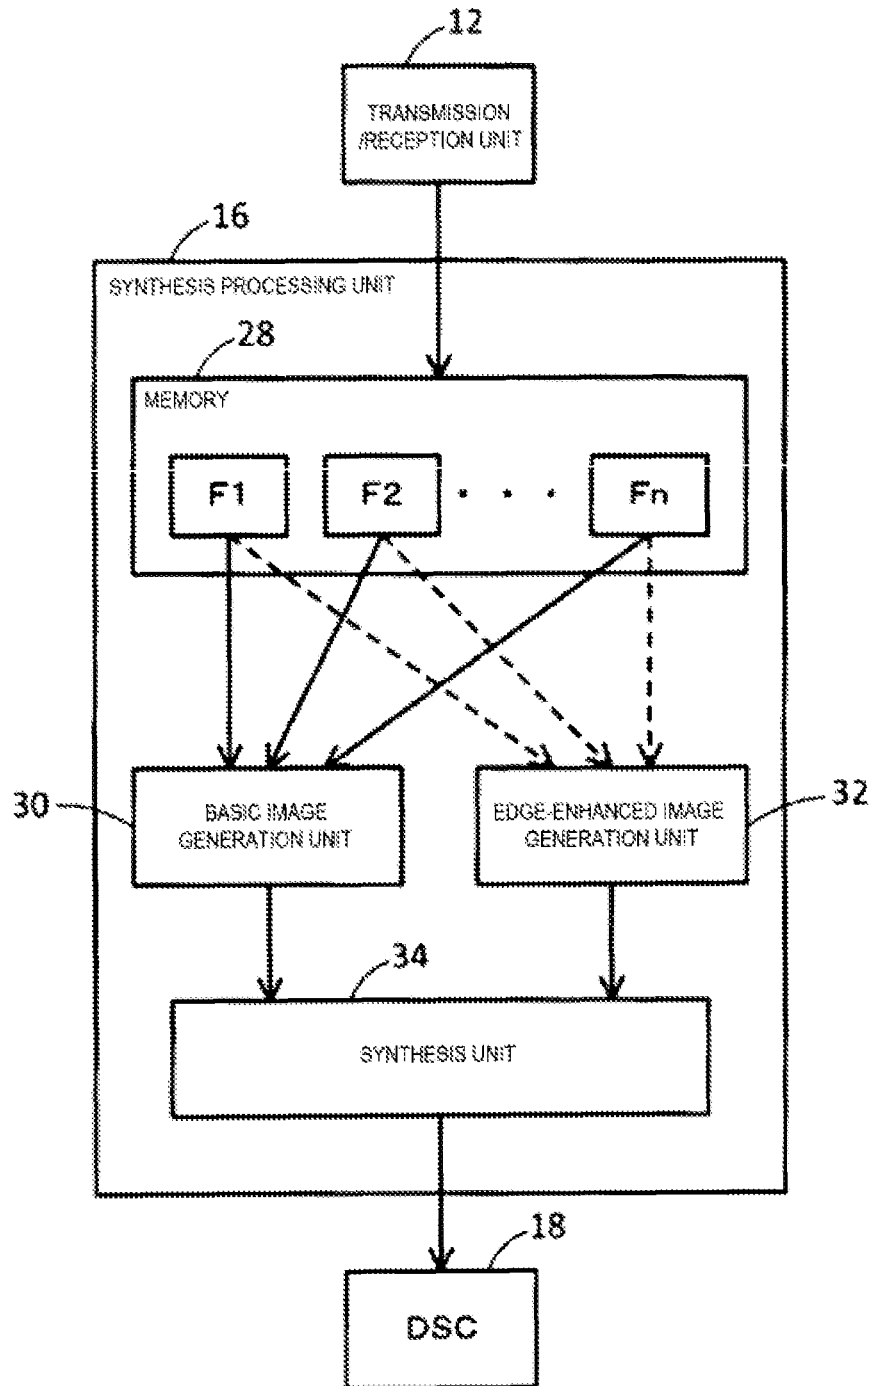 12
TRANSMISSION
/RECEPTION UNIT
16
SYNTHESIS PROCESSING UNIT
28
MEMORY
F1 F2 · · · Fn
30
BASIC IMAGE
GENERATION UNIT
EDGE-ENHANCED IMAGE
GENERATION UNIT
32
34
SYNTHESIS UNIT
18
DSC